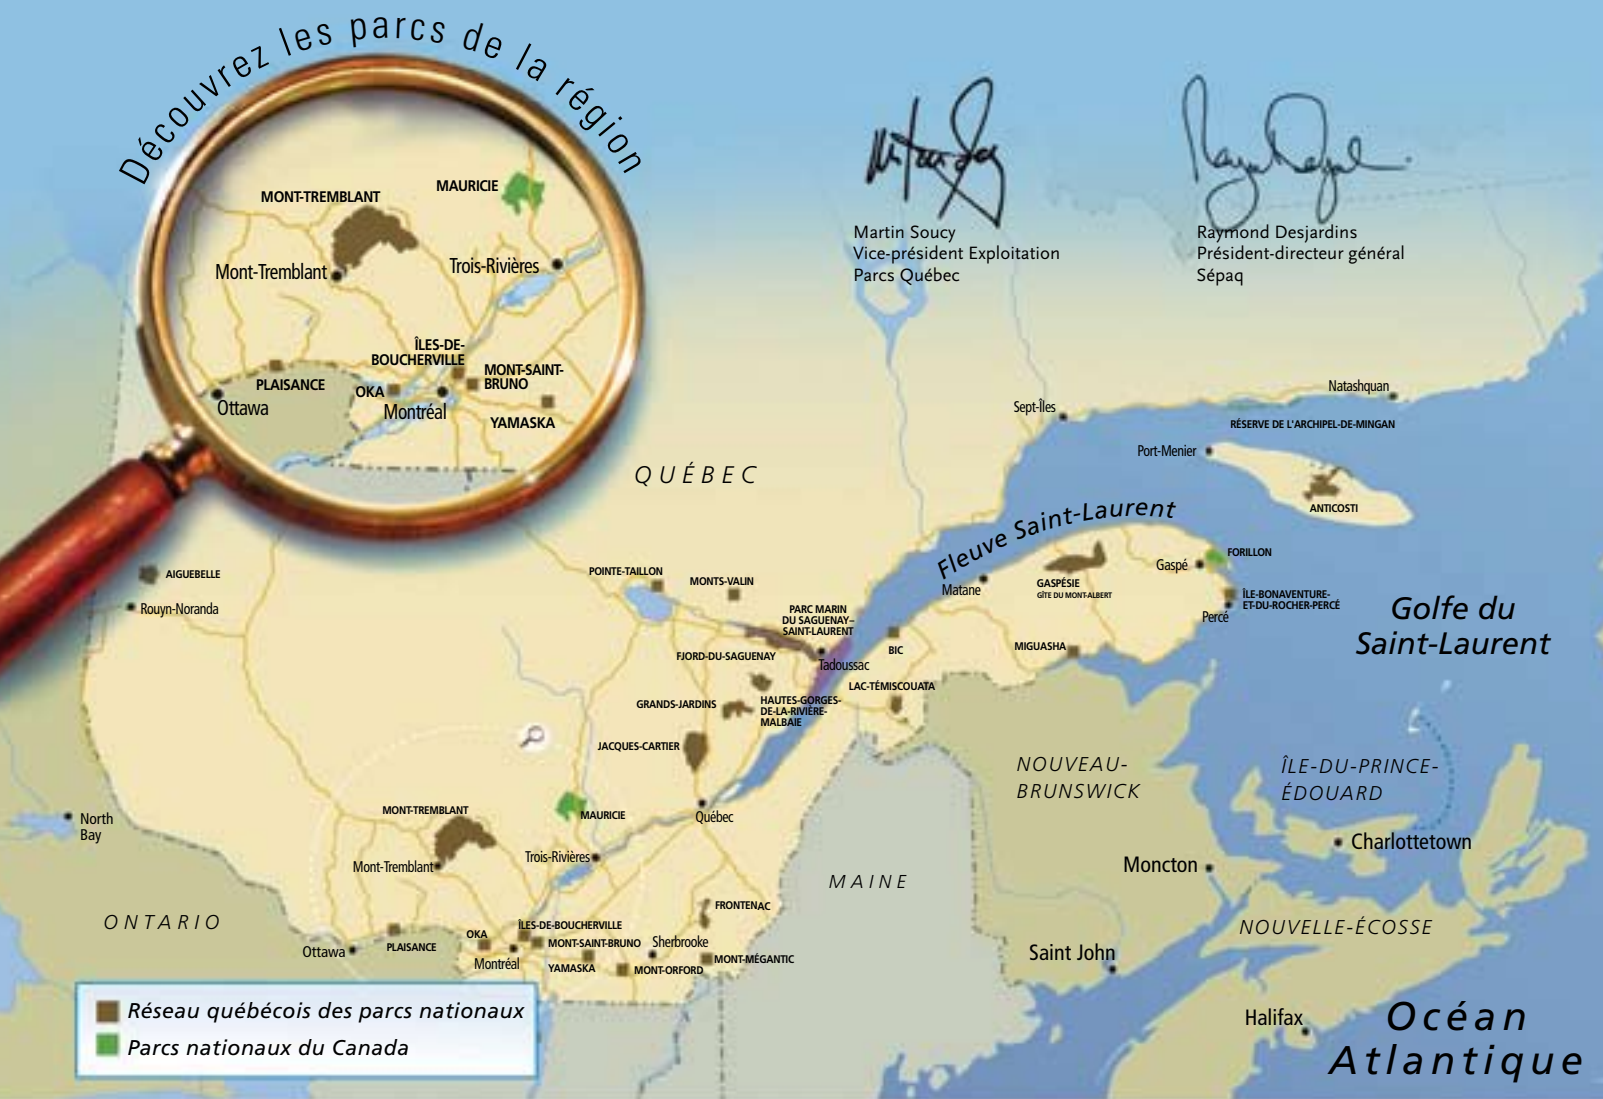 Découvrez les parcs de la région
MONT-TREMBLANT
MAURICIE
Mont-Tremblant
Trois-Rivières
ÎLES-DE-
BOUCHERVILLE
PLAISANCE
OKA
MONT-SAINT-
BRUNO
Ottawa
Montréal
YAMASKA
Martin Soucy
Vice-président Exploitation
Parcs Québec
Raymond Desjardins
Président-directeur général
Sépaq
QUÉBEC
Sept-Îles
Natashquan
RÉSERVE DE L'ARCHIPEL-DE-MINGAN
Port-Menier
ANTICOSTI
Fleuve Saint-Laurent
AIGUEBELLE
Rouyn-Noranda
POINTE-TAILLON
MONTS-VALIN
PARC MARIN
DU SAGUENAY–
SAINT-LAURENT
FJORD-DU-SAGUENAY
Tadoussac
Matane
GASPÉSIE
GÎTE DU MONT-ALBERT
Gaspé
FORILLON
ÎLE-BONAVENTURE-
ET-DU-ROCHER-PERCÉ
Percé
MIGUASHA
BIC
LAC-TÉMISCOUATA
Golfe du
Saint-Laurent
GRANDS-JARDINS
HAUTES-GORGES-
DE-LA-RIVIÈRE-
MALBAIE
JACQUES-CARTIER
NOUVEAU-
BRUNSWICK
ÎLE-DU-PRINCE-
ÉDOUARD
North
Bay
MONT-TREMBLANT
MAURICIE
Québec
Mont-Tremblant
Trois-Rivières
Charlottetown
Moncton
MAINE
ONTARIO
FRONTENAC
NOUVELLE-ÉCOSSE
Ottawa
PLAISANCE
OKA
ÎLES-DE-BOUCHERVILLE
MONT-SAINT-BRUNO
Sherbrooke
Montréal
YAMASKA
MONT-ORFORD
MONT-MÉGANTIC
Saint John
Halifax
Océan
Atlantique
Réseau québécois des parcs nationaux
Parcs nationaux du Canada